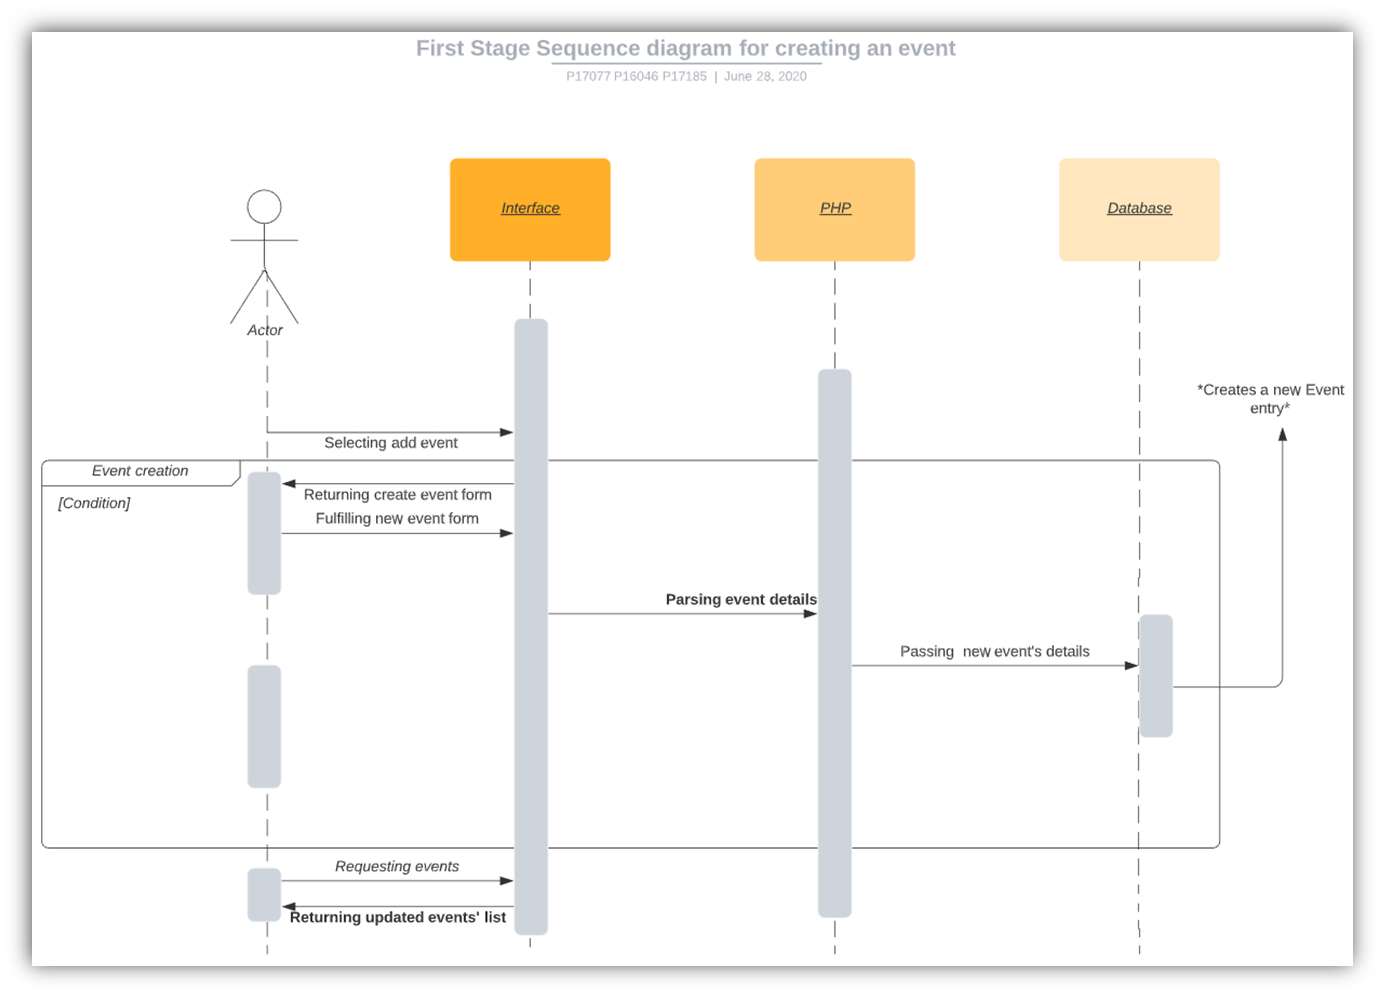 First Stage Sequence diagram for creating an event
P17077 P16046 P17185 | June 28, 2020
Interface
PHP
Database
Actor
*Creates a new Event
entry*
Selecting add event
Event creation
[Condition]
Returning create event form
Fulfilling new event form
Parsing event details
Passing new event's details
Requesting events
Returning updated events' list